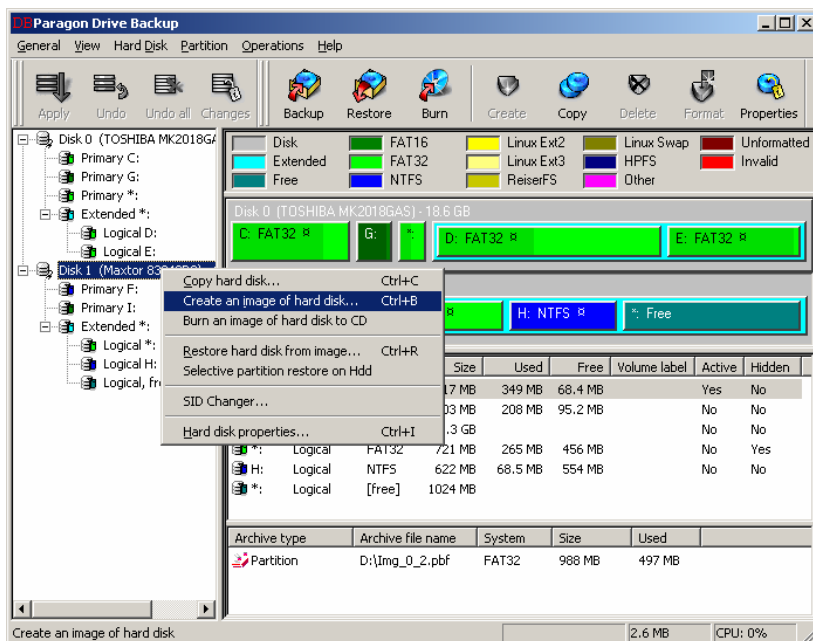 DB Paragon Drive Backup
General View Hard Disk Partition Operations Help
Apply Undo Undo all Changes Backup Restore Burn Create Copy Delete Format Properties
Disk 0 (TOSHIBA MK2018GA
Primary C:
Primary G:
Primary *:
Extended *:
Logical D:
Logical E:
Disk 1 (Maxtor
Primary F:
Primary I:
Extended *:
Logical *:
Logical H:
Logical, fr
Disk FAT16 Linux Ext2 Linux Swap Unformatted
Extended FAT32 Linux Ext3 HPFS Invalid
Free NTFS ReiserFS Other
Disk 0 (TOSHIBA MK2018GAS) - 18.6 GB
C: FAT32 ¤ G: *: D: FAT32 ¤ E: FAT32 ¤
¤ H: NTFS ¤ *: Free
Copy hard disk... Ctrl+C
Create an image of hard disk... Ctrl+B
Burn an image of hard disk to CD
Restore hard disk from image... Ctrl+R
Selective partition restore on Hdd
SID Changer...
Hard disk properties... Ctrl+I
Size Used Free Volume label Active Hidden
17 MB 349 MB 68.4 MB Yes No
03 MB 208 MB 95.2 MB No No
.3 GB No No
*: Logical FAT32 721 MB 265 MB 456 MB No Yes
H: Logical NTFS 622 MB 68.5 MB 554 MB No No
*: Logical [free] 1024 MB
Archive type Archive file name System Size Used
Partition D:\Img_0_2.pbf FAT32 988 MB 497 MB
Create an image of hard disk 2.6 MB CPU: 0%